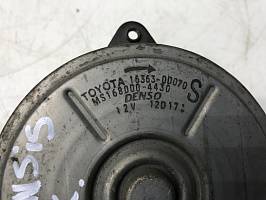 TOYOTA 16363-0D070
MS168000-4430
DENSO
12V 12D17
S